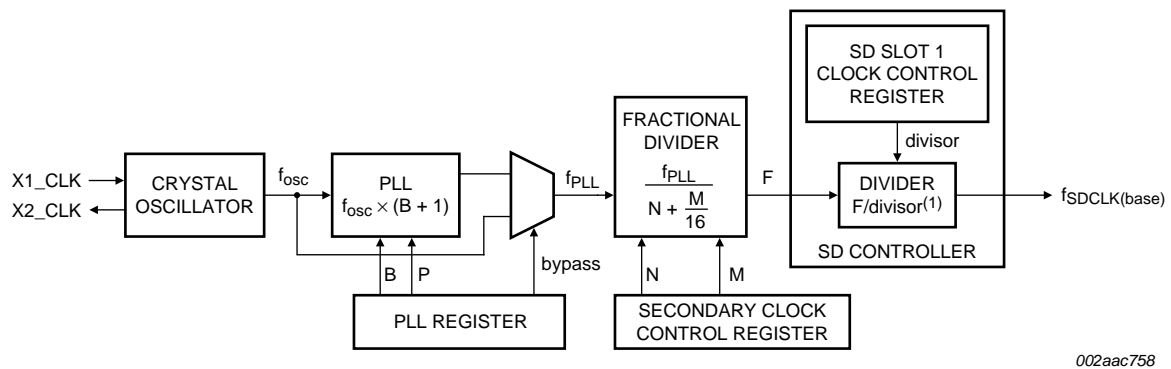 X1_CLK
X2_CLK
CRYSTAL
OSCILLATOR
fosc
PLL
fosc × (B + 1)
fPLL
FRACTIONAL
DIVIDER
fPLL
N + M
16
F
SD SLOT 1
CLOCK CONTROL
REGISTER
divisor
DIVIDER
F/divisor(1)
SD CONTROLLER
fSDCLK(base)
B
P
bypass
N
M
PLL REGISTER
SECONDARY CLOCK
CONTROL REGISTER
002aac758